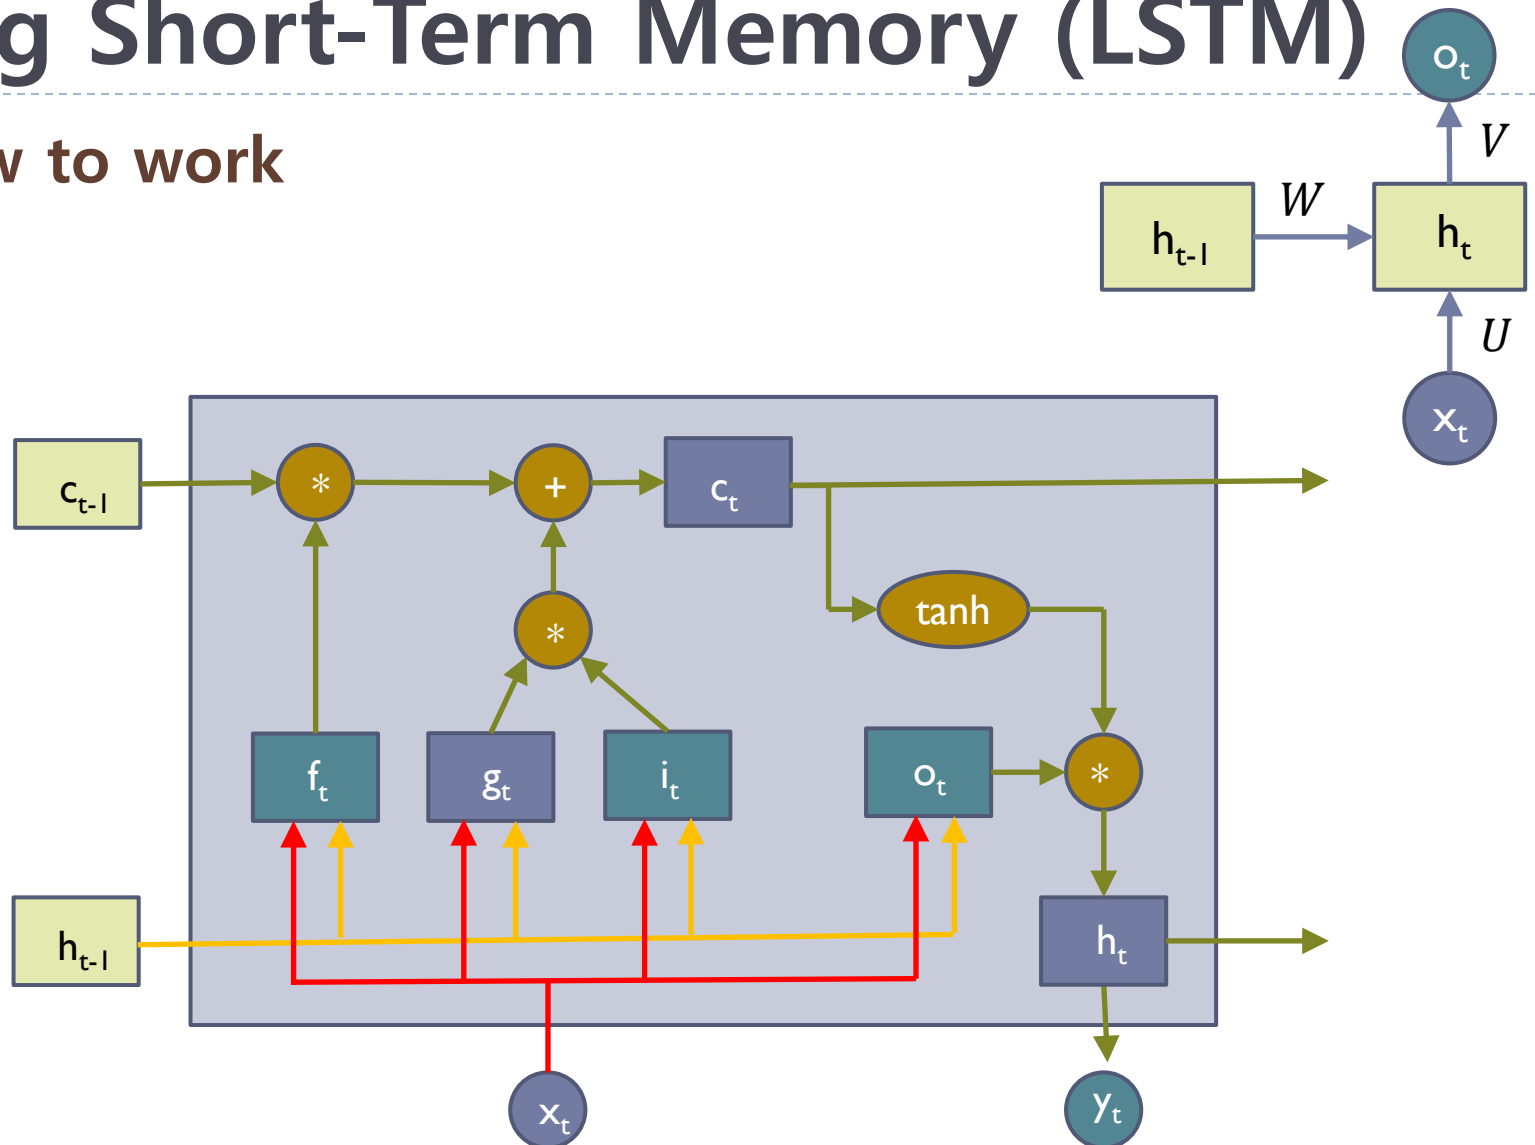 g Short-Term Memory (LSTM)
w to work
oₜ
V
hₜ₋₁
W
hₜ
U
xₜ
cₜ₋₁
*
+
cₜ
*
tanh
fₜ
gₜ
iₜ
oₜ
*
hₜ₋₁
hₜ
xₜ
yₜ